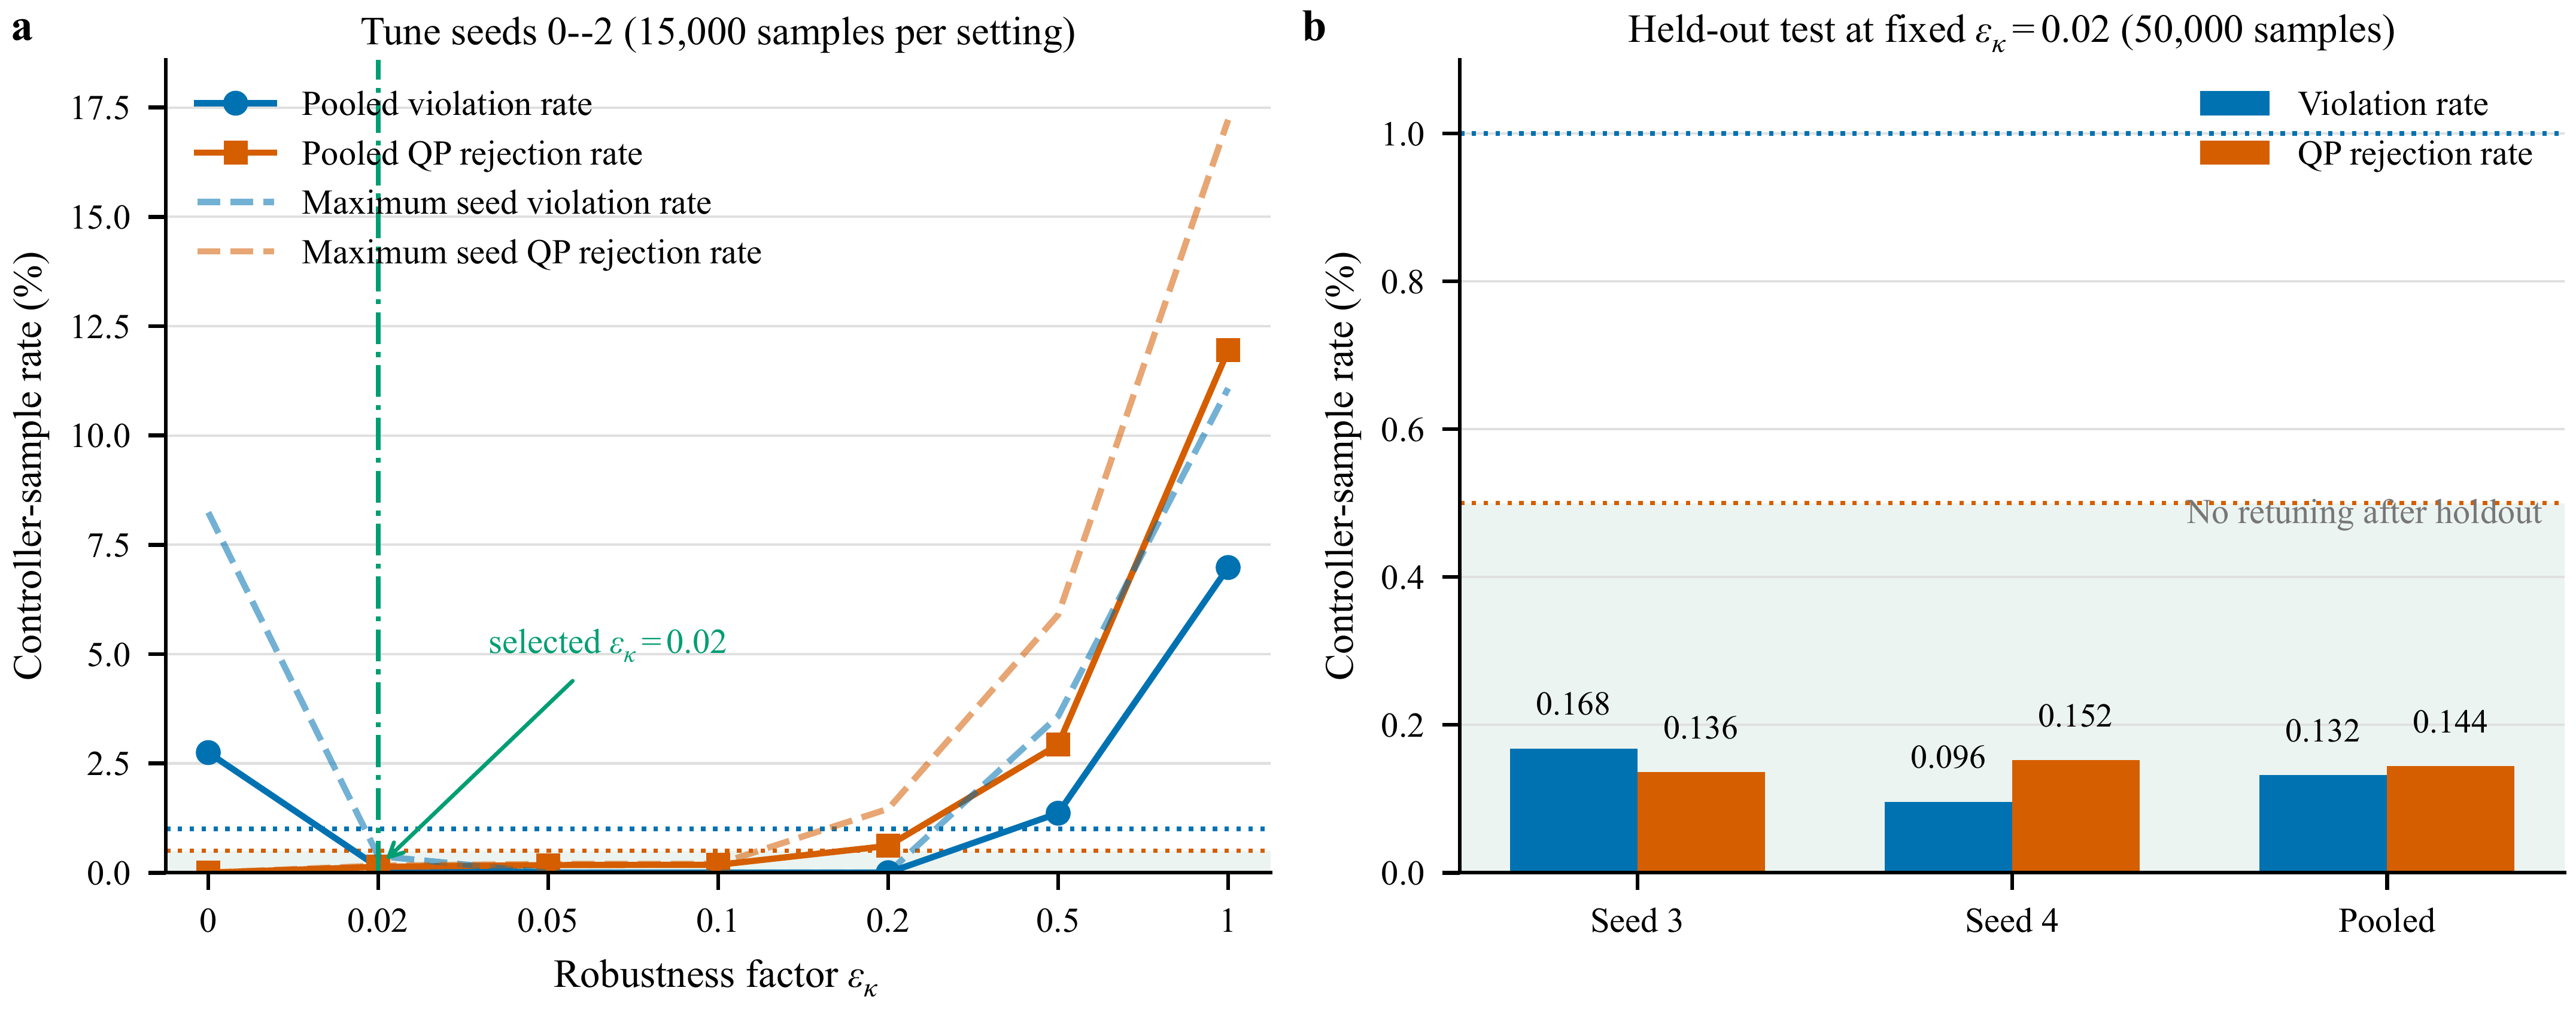 a
Tune seeds 0--2 (15,000 samples per setting)
Controller-sample rate (%)
17.5
15.0
12.5
10.0
7.5
5.0
2.5
0.0
Pooled violation rate
Pooled QP rejection rate
Maximum seed violation rate
Maximum seed QP rejection rate
selected εκ = 0.02
0 0.02 0.05 0.1 0.2 0.5 1
Robustness factor εκ
b
Held-out test at fixed εκ = 0.02 (50,000 samples)
Controller-sample rate (%)
1.0
0.8
0.6
0.4
0.2
0.0
Violation rate
QP rejection rate
No retuning after holdout
0.168
0.136
0.096
0.152
0.132
0.144
Seed 3 Seed 4 Pooled